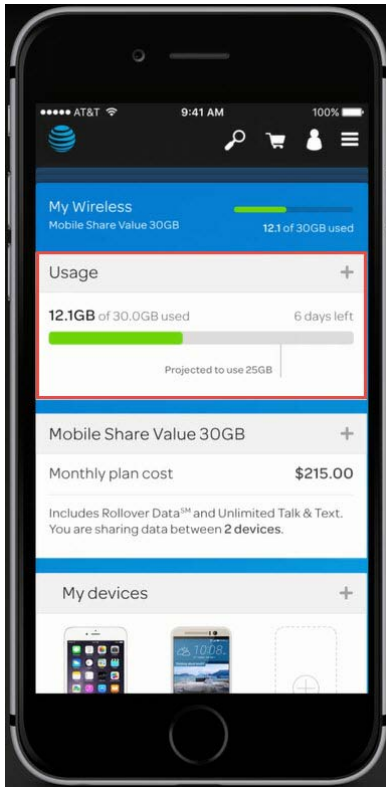 AT&T 9:41 AM 100%
My Wireless
Mobile Share Value 30GB 12.1 of 30GB used
Usage +
12.1GB of 30.0GB used 6 days left
Projected to use 25GB
Mobile Share Value 30GB +
Monthly plan cost $215.00
Includes Rollover Data℠ and Unlimited Talk & Text.
You are sharing data between 2 devices.
My devices +
10:08